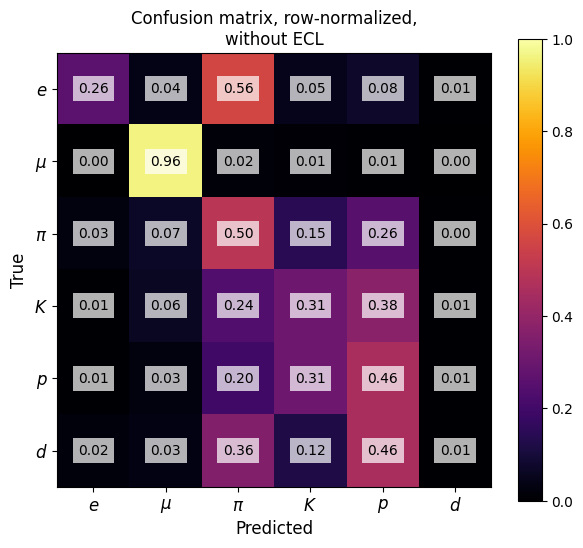 Confusion matrix, row-normalized,
without ECL
True
e 0.26 0.04 0.56 0.05 0.08 0.01
μ 0.00 0.96 0.02 0.01 0.01 0.00
π 0.03 0.07 0.50 0.15 0.26 0.00
K 0.01 0.06 0.24 0.31 0.38 0.01
p 0.01 0.03 0.20 0.31 0.46 0.01
d 0.02 0.03 0.36 0.12 0.46 0.01
e μ π K p d
Predicted
1.0
0.8
0.6
0.4
0.2
0.0